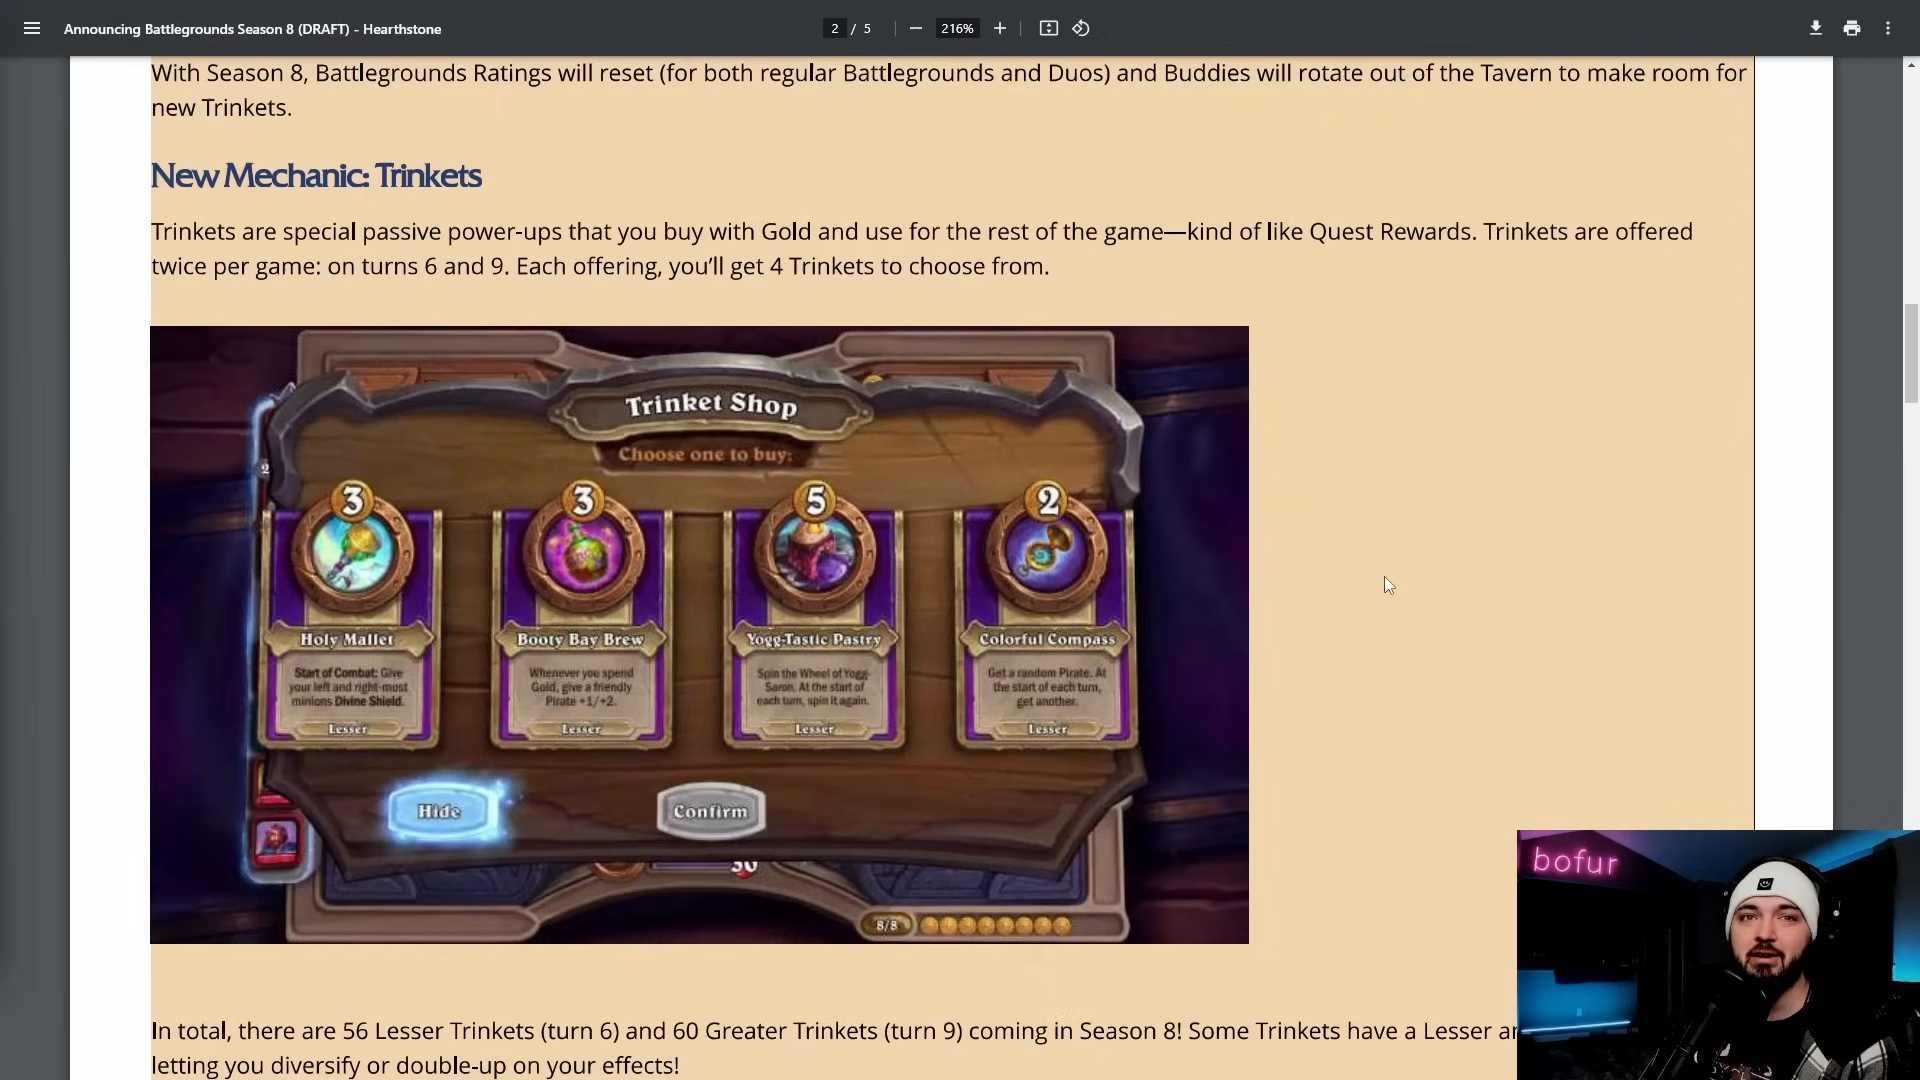 Announcing Battlegrounds Season 8 (DRAFT) - Hearthstone
2 / 5
216%
With Season 8, Battlegrounds Ratings will reset (for both regular Battlegrounds and Duos) and Buddies will rotate out of the Tavern to make room for
new Trinkets.
New Mechanic: Trinkets
Trinkets are special passive power-ups that you buy with Gold and use for the rest of the game—kind of like Quest Rewards. Trinkets are offered
twice per game: on turns 6 and 9. Each offering, you'll get 4 Trinkets to choose from.
Trinket Shop
Choose one to buy:
2
3
3
5
2
Holy Mallet
Start of Combat: Give
your left and right-most
minions Divine Shield.
Lesser
Booty Bay Brew
Whenever you spend
Gold, give a friendly
Pirate +1/+2.
Lesser
Yogg-Tastic Pastry
Spin the Wheel of Yogg-
Saron. At the start of
each turn, spin it again.
Lesser
Colorful Compass
Get a random Pirate. At
the start of each turn,
get another.
Lesser
Hide
Confirm
30
8/8
bofur
In total, there are 56 Lesser Trinkets (turn 6) and 60 Greater Trinkets (turn 9) coming in Season 8! Some Trinkets have a Lesser
letting you diversify or double-up on your effects!